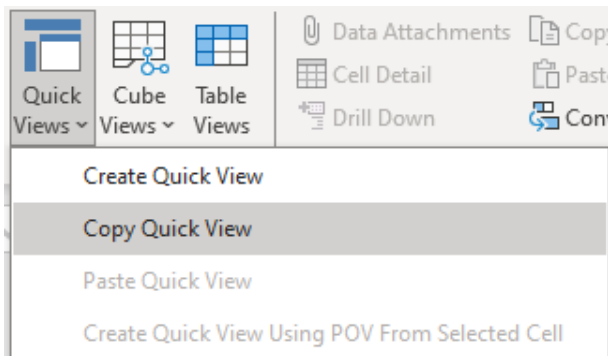 Quick Views
Cube Views
Table Views
Data Attachments
Cell Detail
Drill Down
Create Quick View
Copy Quick View
Paste Quick View
Create Quick View Using POV From Selected Cell